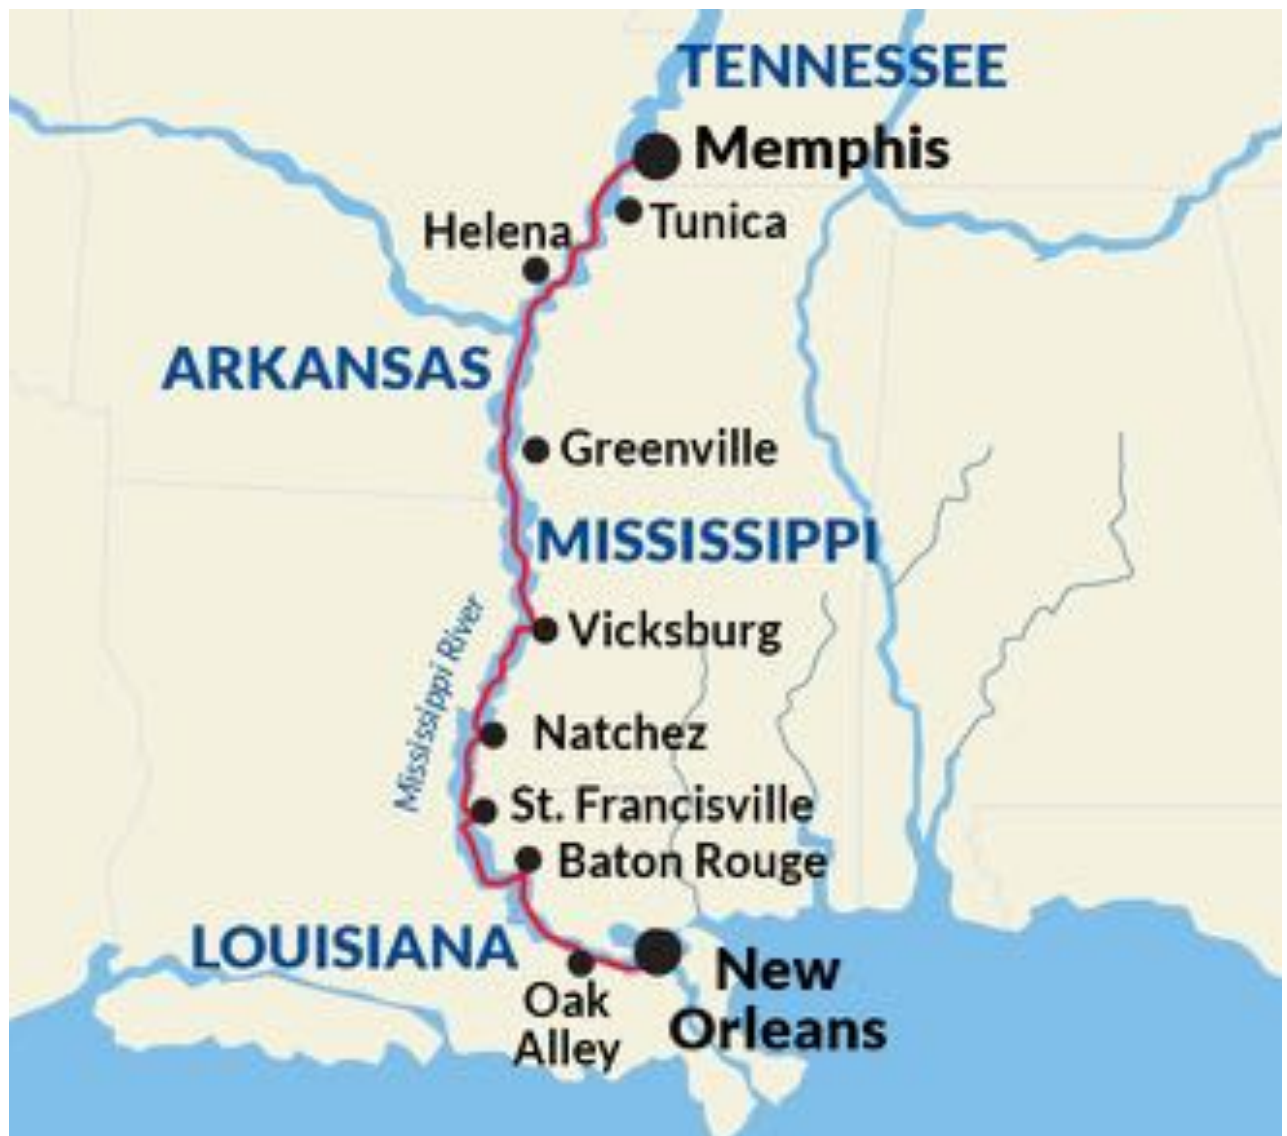 TENNESSEE
Memphis
Tunica
Helena
ARKANSAS
Greenville
MISSISSIPPI
Mississippi River
Vicksburg
Natchez
St. Francisville
Baton Rouge
LOUISIANA
Oak
Alley
New
Orleans